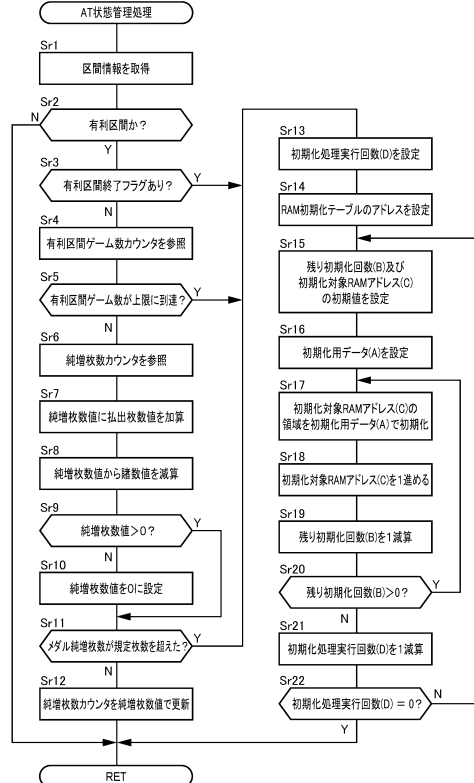 AT状態管理処理
Sr1
区間情報を取得
Sr2
N
有利区間か？
Y
Sr3
有利区間終了フラグあり？
Y
N
Sr4
有利区間ゲーム数カウンタを参照
Sr5
有利区間ゲーム数が上限に到達？
Y
N
Sr6
純増枚数カウンタを参照
Sr7
純増枚数値に払出枚数値を加算
Sr8
純増枚数値から賭数値を減算
Sr9
純増枚数値>0？
Y
N
Sr10
純増枚数値を0に設定
Sr11
メダル純増枚数が規定枚数を超えた？
Y
N
Sr12
純増枚数カウンタを純増枚数値で更新
RET
Sr13
初期化処理実行回数(D)を設定
Sr14
RAM初期化テーブルのアドレスを設定
Sr15
残り初期化回数(B)及び
初期化対象RAMアドレス(C)
の初期値を設定
Sr16
初期化用データ(A)を設定
Sr17
初期化対象RAMアドレス(C)の
領域を初期化用データ(A)で初期化
Sr18
初期化対象RAMアドレス(C)を1進める
Sr19
残り初期化回数(B)を1減算
Sr20
残り初期化回数(B)>0？
Y
N
Sr21
初期化処理実行回数(D)を1減算
Sr22
初期化処理実行回数(D)＝0？
N
Y